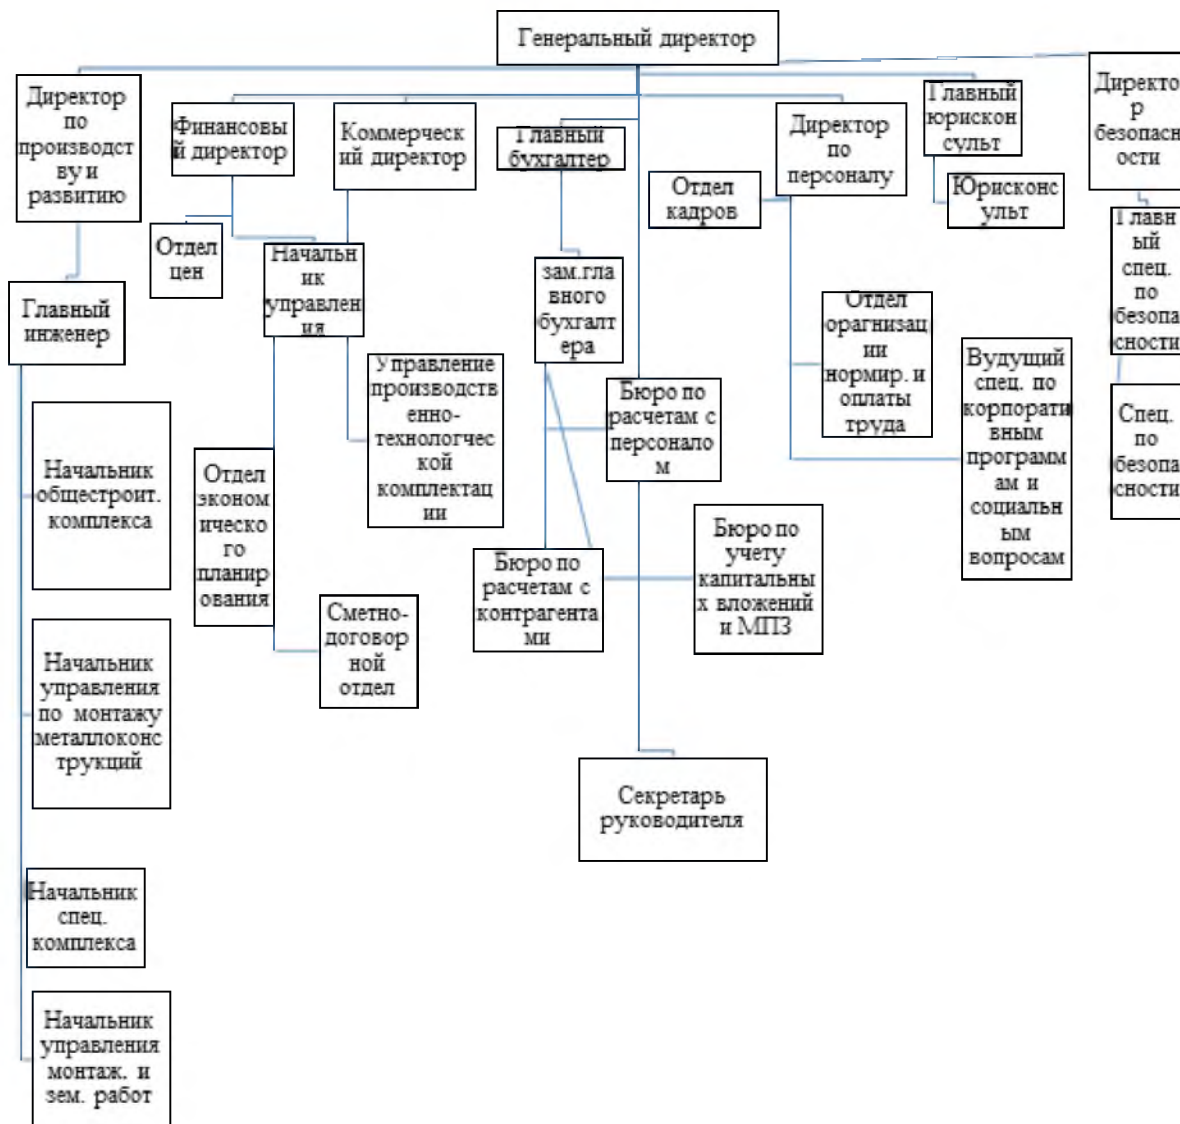 Генеральный директор
Директор
по
производст
ву и
развитию
Финансовы
й директор
Коммерческ
ий директор
Главный
бухгалтер
Директор
по
персоналу
Главный
юрискон
сульт
Директо
р
безопасн
ости
Отдел
кадров
Юрисконс
ульт
Отдел
цен
Начальн
ик
управлен
ия
зам.гла
вного
бухгалт
ера
Главн
ый
спец.
по
безопа
сности
Главный
инженер
Отдел
орагнизац
ии
нормир. и
оплаты
труда
Вудущий
спец. по
корпорати
вным
программ
ам и
социальн
ым
вопросам
Управление
производств
енно-
технологчес
кой
комплектац
ии
Бюро по
расчетам с
персонало
м
Спец.
по
безопа
сности
Начальник
общестроит.
комплекса
Отдел
эконом
ическо
го
планир
ования
Бюро по
расчетам с
контрагента
ми
Бюро по
учету
капитальны
х вложений
и МПЗ
Сметно-
договор
ной
отдел
Начальник
управления
по монтажу
металлоконс
трукций
Секретарь
руководителя
Начальник
спец.
комплекса
Начальник
управления
монтаж. и
зем. работ